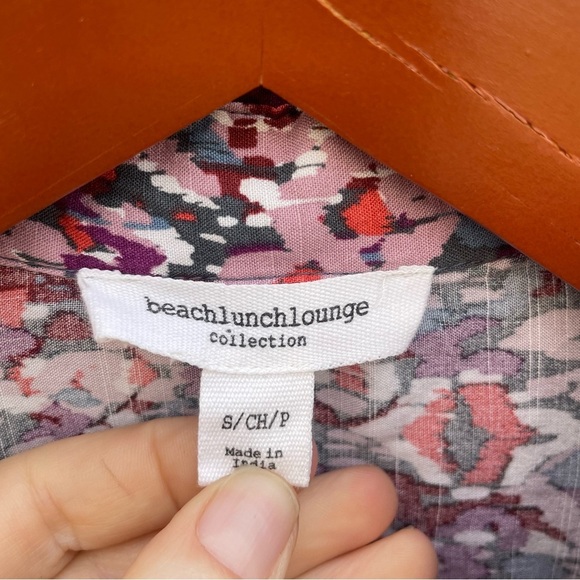 beachlunchlounge
collection
S/CH/P
Made in
India